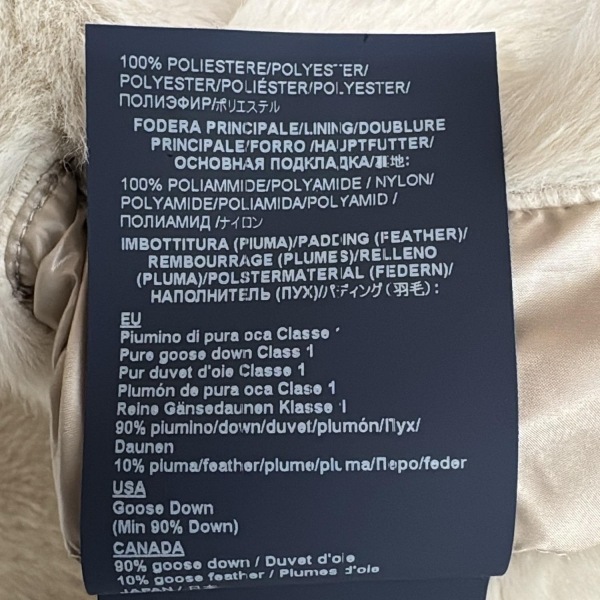 100% POLIESTERE/POLYESTER/
POLYESTER/POLIÉSTER/POLYESTER/
ПОЛИЭФИР/ポリエステル
FODERA PRINCIPALE/LINING/DOUBLURE
PRINCIPALE/FORRO /HAUPTFUTTER/
ОСНОВНАЯ ПОДКЛАДКА/裏地:
100% POLIAMMIDE/POLYAMIDE / NYLON/
POLYAMIDE/POLIAMIDA/POLYAMID /
ПОЛИАМИД /ナイロン
IMBOTTITURA (PIUMA)/PADDING (FEATHER)/
REMBOURRAGE (PLUMES)/RELLENO
(PLUMA)/POLSTERMATERIAL (FEDERN)/
НАПОЛНИТЕЛЬ (ПУХ)/パディング(羽毛):
EU
Piumino di pura oca Classe 1
Pure goose down Class 1
Pur duvet d'oie Classe 1
Plumón de pura oca Clase 1
Reine Gänsedaunen Klasse 1
90% piumino/down/duvet/plumón/Пух/
Daunen
10% piuma/feather/plume/pluma/Перо/feder
USA
Goose Down
(Min 90% Down)
CANADA
90% goose down / Duvet d'oie
10% goose feather / Plumes d'oie
JAPAN / 日本